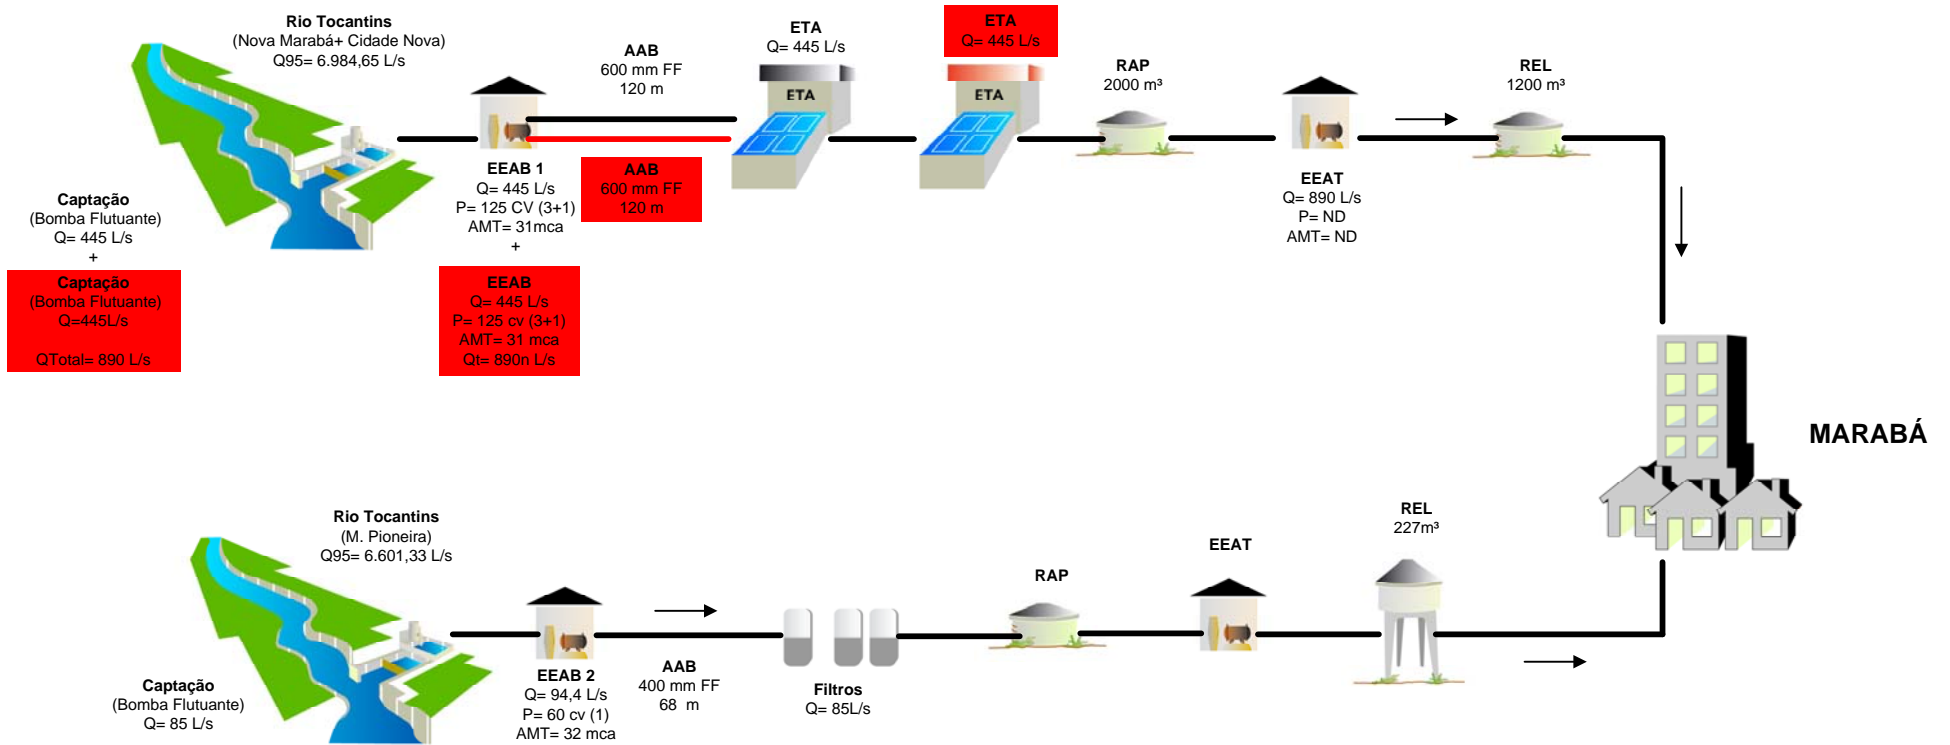 Rio Tocantins
(Nova Marabá+ Cidade Nova)
Q95= 6.984,65 L/s
AAB
600 mm FF
120 m
ETA
Q= 445 L/s
ETA
Q= 445 L/s
RAP
2000 m³
REL
1200 m³
ETA
ETA
EEAB 1
Q= 445 L/s
P= 125 CV (3+1)
AMT= 31mca
+
AAB
600 mm FF
120 m
EEAT
Q= 890 L/s
P= ND
AMT= ND
Captação
(Bomba Flutuante)
Q= 445 L/s
+
Captação
(Bomba Flutuante)
Q=445L/s
QTotal= 890 L/s
EEAB
Q= 445 L/s
P= 125 cv (3+1)
AMT= 31 mca
Qt= 890n L/s
MARABÁ
Rio Tocantins
(M. Pioneira)
Q95= 6.601,33 L/s
RAP
EEAT
REL
227m³
Captação
(Bomba Flutuante)
Q= 85 L/s
EEAB 2
Q= 94,4 L/s
P= 60 cv (1)
AMT= 32 mca
AAB
400 mm FF
68 m
Filtros
Q= 85L/s